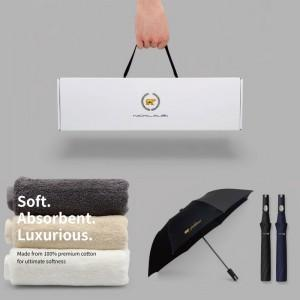 Soft.
Absorbent.
Luxurious.
Made from 100% premium cotton
for ultimate softness